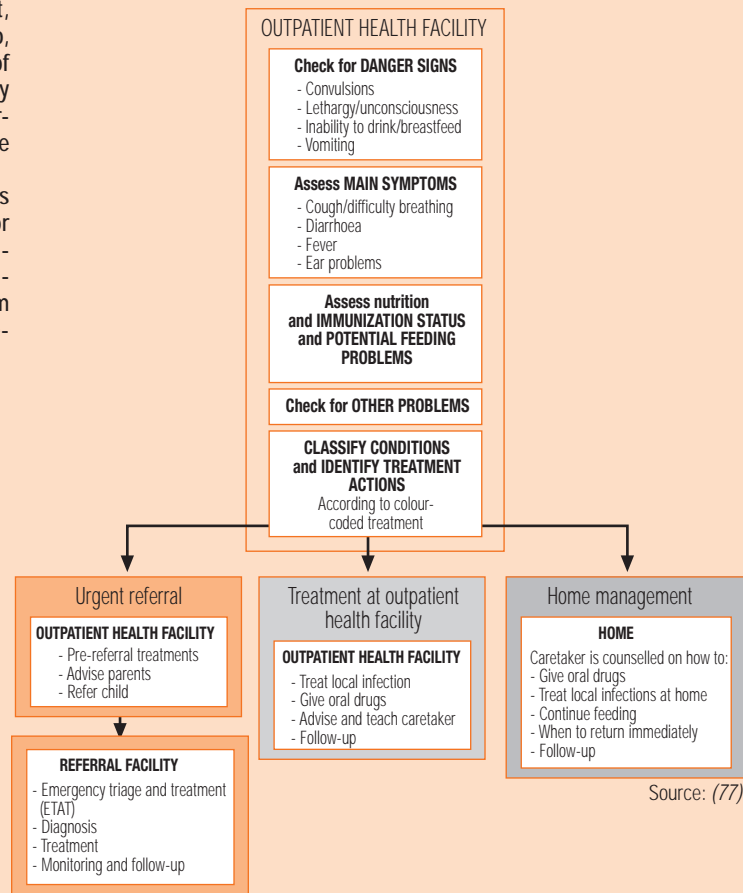 t,
o,
of
y
r-
e
s
or
-
-
m
-
OUTPATIENT HEALTH FACILITY
Check for DANGER SIGNS
- Convulsions
- Lethargy/unconsciousness
- Inability to drink/breastfeed
- Vomiting
Assess MAIN SYMPTOMS
- Cough/difficulty breathing
- Diarrhoea
- Fever
- Ear problems
Assess nutrition
and IMMUNIZATION STATUS
and POTENTIAL FEEDING
PROBLEMS
Check for OTHER PROBLEMS
CLASSIFY CONDITIONS
and IDENTIFY TREATMENT
ACTIONS
According to colour-
coded treatment
Urgent referral
OUTPATIENT HEALTH FACILITY
- Pre-referral treatments
- Advise parents
- Refer child
REFERRAL FACILITY
- Emergency triage and treatment
(ETAT)
- Diagnosis
- Treatment
- Monitoring and follow-up
Treatment at outpatient
health facility
OUTPATIENT HEALTH FACILITY
- Treat local infection
- Give oral drugs
- Advise and teach caretaker
- Follow-up
Home management
HOME
Caretaker is counselled on how to:
- Give oral drugs
- Treat local infections at home
- Continue feeding
- When to return immediately
- Follow-up
Source: (77)